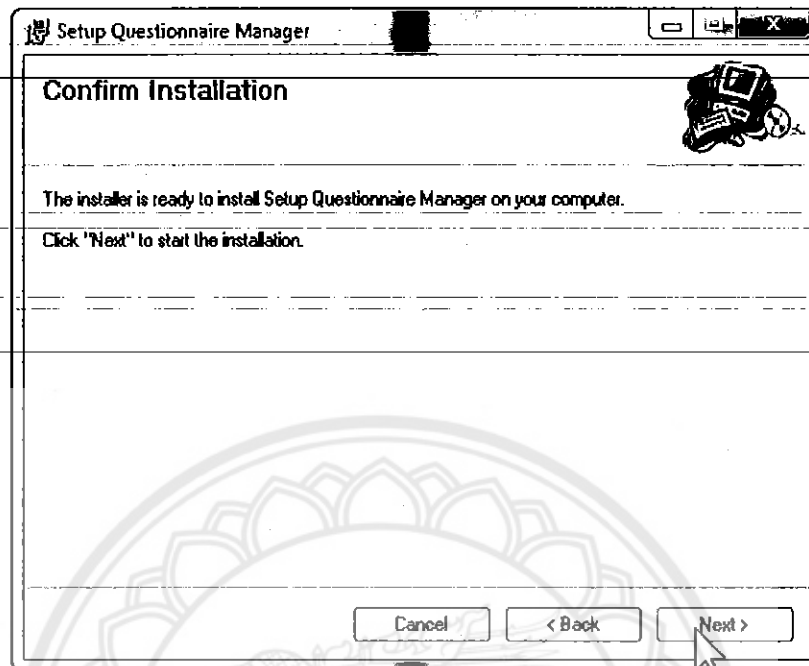 Setup Questionnaire Manager
Confirm Installation
The installer is ready to install Setup Questionnaire Manager on your computer.
Click "Next" to start the installation.
Cancel
< Back
Next >